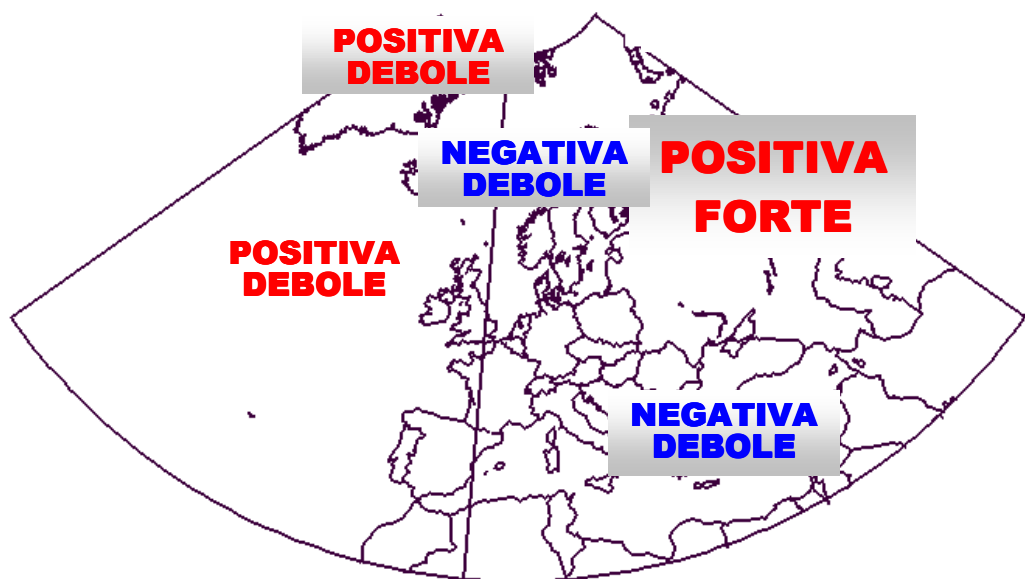 POSITIVA
DEBOLE
NEGATIVA
DEBOLE
POSITIVA
FORTE
POSITIVA
DEBOLE
NEGATIVA
DEBOLE